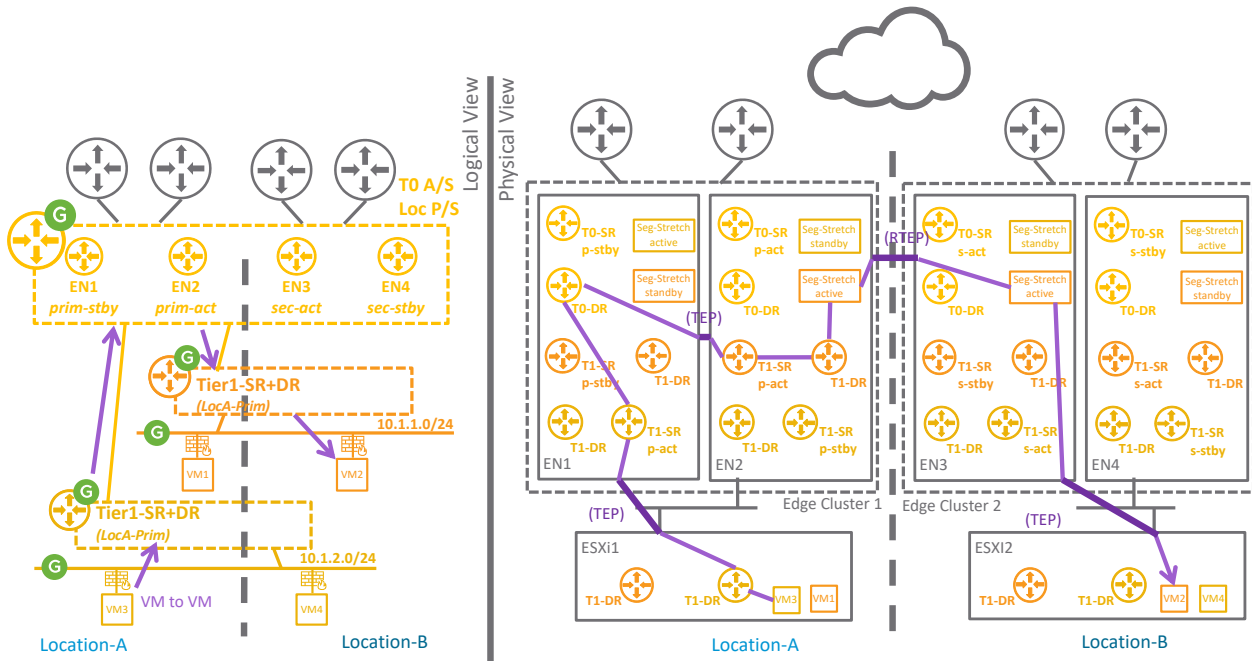 Logical View
Physical View
T0 A/S
Loc P/S
G
EN1
EN2
EN3
EN4
prim-stby
prim-act
sec-act
sec-stby
G
Tier1-SR+DR
(LocA-Prim)
10.1.1.0/24
G
VM1
VM2
G
Tier1-SR+DR
(LocA-Prim)
10.1.2.0/24
G
VM3
VM to VM
VM4
Location-A
Location-B
T0-SR
p-stby
Seg-Stretch
active
Seg-Stretch
standby
T0-DR
T1-SR
p-stby
T1-DR
T1-DR
T1-SR
p-act
EN1
(TEP)
T0-SR
p-act
Seg-Stretch
standby
Seg-Stretch
active
T0-DR
T1-SR
p-act
T1-DR
T1-DR
T1-SR
p-stby
EN2
Edge Cluster 1
(RTEP)
T0-SR
s-act
Seg-Stretch
standby
Seg-Stretch
active
T0-DR
T1-SR
s-stby
T1-DR
T1-DR
T1-SR
s-act
EN3
T0-SR
s-stby
Seg-Stretch
active
Seg-Stretch
standby
T0-DR
T1-SR
s-act
T1-DR
T1-DR
T1-SR
s-stby
EN4
Edge Cluster 2
(TEP)
(TEP)
ESXi1
T1-DR
T1-DR
VM3
VM1
ESXI2
T1-DR
T1-DR
VM2
VM4
Location-A
Location-B